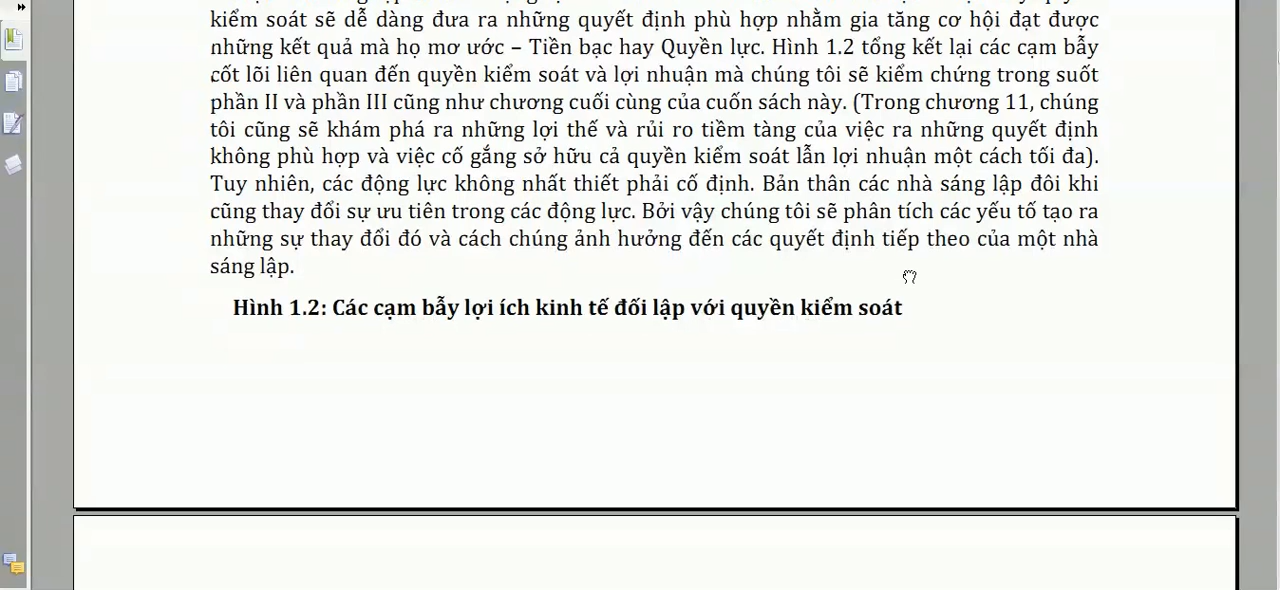 kiểm soát sẽ dễ dàng đưa ra những quyết định phù hợp nhằm gia tăng cơ hội đạt được
những kết quả mà họ mơ ước – Tiền bạc hay Quyền lực. Hình 1.2 tổng kết lại các cạm bẫy
cốt lõi liên quan đến quyền kiểm soát và lợi nhuận mà chúng tôi sẽ kiểm chứng trong suốt
phần II và phần III cũng như chương cuối cùng của cuốn sách này. (Trong chương 11, chúng
tôi cũng sẽ khám phá ra những lợi thế và rủi ro tiềm tàng của việc ra những quyết định
không phù hợp và việc cố gắng sở hữu cả quyền kiểm soát lẫn lợi nhuận một cách tối đa).
Tuy nhiên, các động lực không nhất thiết phải cố định. Bản thân các nhà sáng lập đôi khi
cũng thay đổi sự ưu tiên trong các động lực. Bởi vậy chúng tôi sẽ phân tích các yếu tố tạo ra
những sự thay đổi đó và cách chúng ảnh hưởng đến các quyết định tiếp theo của một nhà
sáng lập.
Hình 1.2: Các cạm bẫy lợi ích kinh tế đối lập với quyền kiểm soát